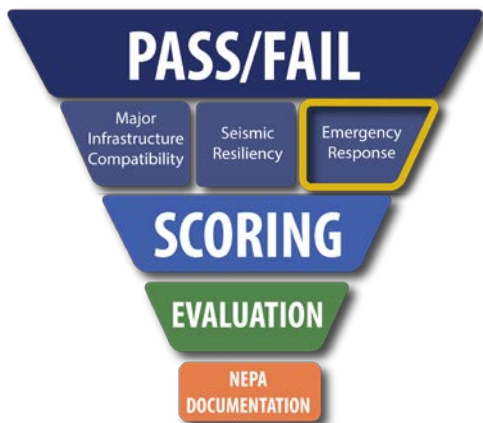 PASS/FAIL
Major
Infrastructure
Compatibility
Seismic
Resiliency
Emergency
Response
SCORING
EVALUATION
NEPA
DOCUMENTATION